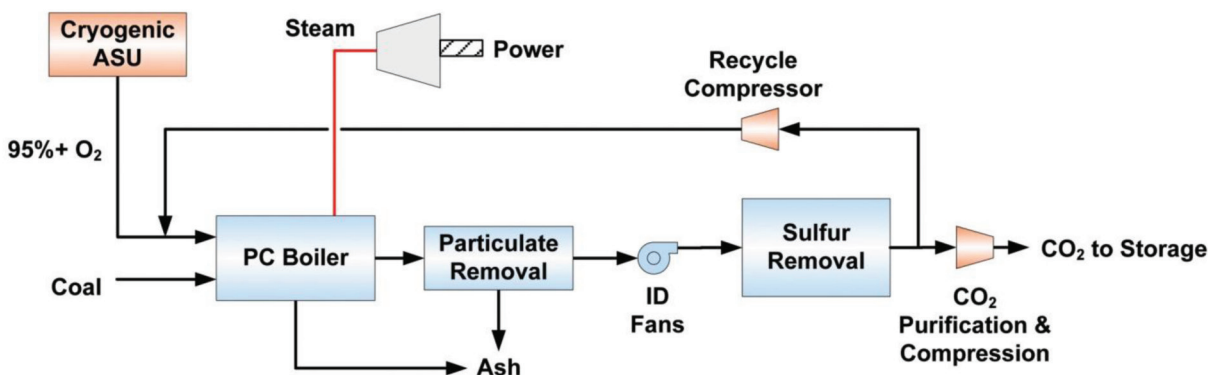 Cryogenic
ASU
Steam
Power
Recycle
Compressor
95%+ O₂
PC Boiler
Particulate
Removal
Sulfur
Removal
CO₂ to Storage
Coal
ID
Fans
CO₂
Purification &
Compression
Ash